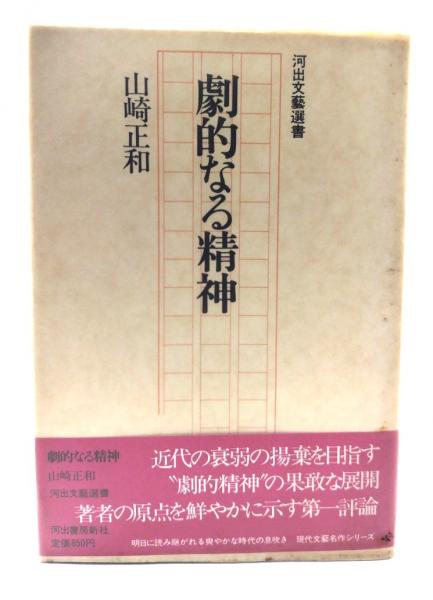 河出文藝選書
劇的なる精神
山崎正和
近代の衰弱の揚棄を目指す
〝劇的精神〟の果敢な展開
著者の原点を鮮やかに示す第一評論
明日に読み継がれる爽やかな時代の息吹き 現代文藝名作シリーズ
劇的なる精神
山崎正和
河出文藝選書
河出書房新社
定価650円